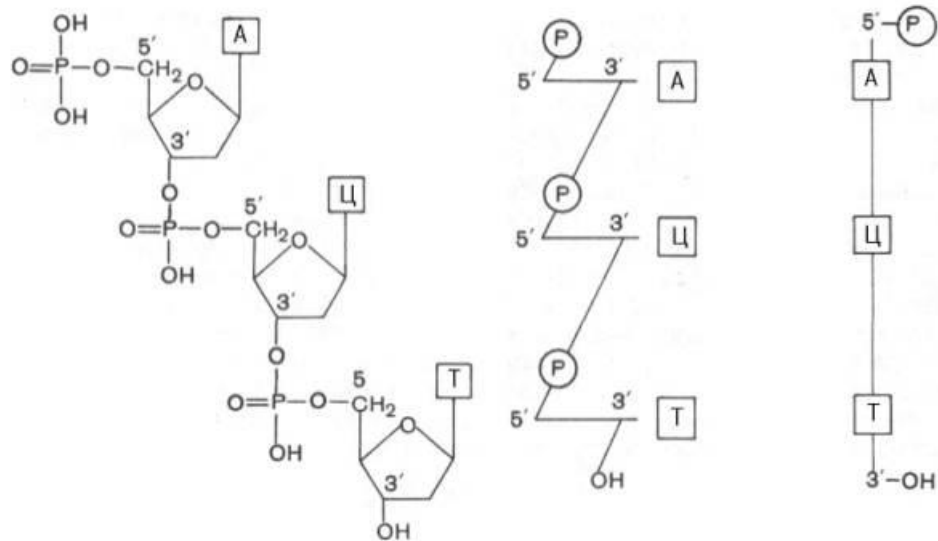 OH
А
5′
O=P—O—CH₂
O
OH
3′
O
Ц
5′
O=P—O—CH₂
O
OH
3′
O
Т
5
O=P—O—CH₂
O
OH
3′
OH
P
5′ 3′ А
P
5′ 3′ Ц
P
5′ 3′ Т
OH
5′—P
А
Ц
Т
3′—OH